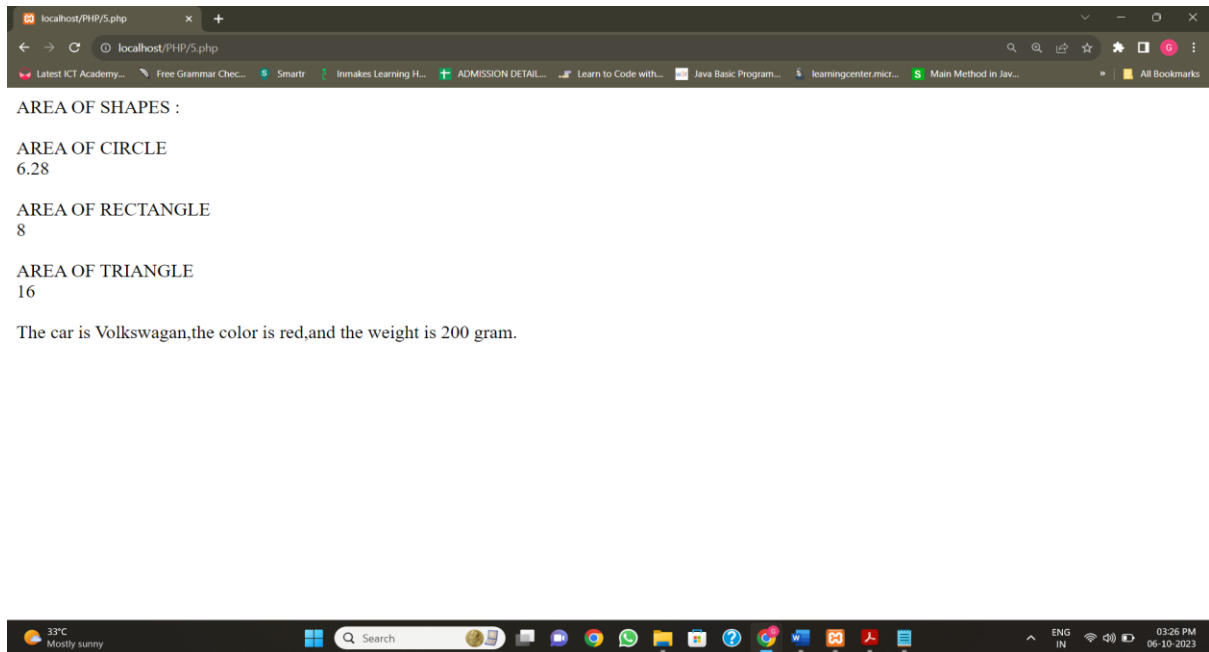 localhost/PHP/5.php
localhost/PHP/5.php
G
Latest ICT Academy... Free Grammar Chec... S Smartr Inmakes Learning H... ADMISSION DETAIL... Learn to Code with... Java Basic Program... learningcenter.micr... S Main Method in Jav... » All Bookmarks
AREA OF SHAPES :
AREA OF CIRCLE
6.28
AREA OF RECTANGLE
8
AREA OF TRIANGLE
16
The car is Volkswagan,the color is red,and the weight is 200 gram.
33°C
Mostly sunny
Search
ENG
IN
03:26 PM
06-10-2023